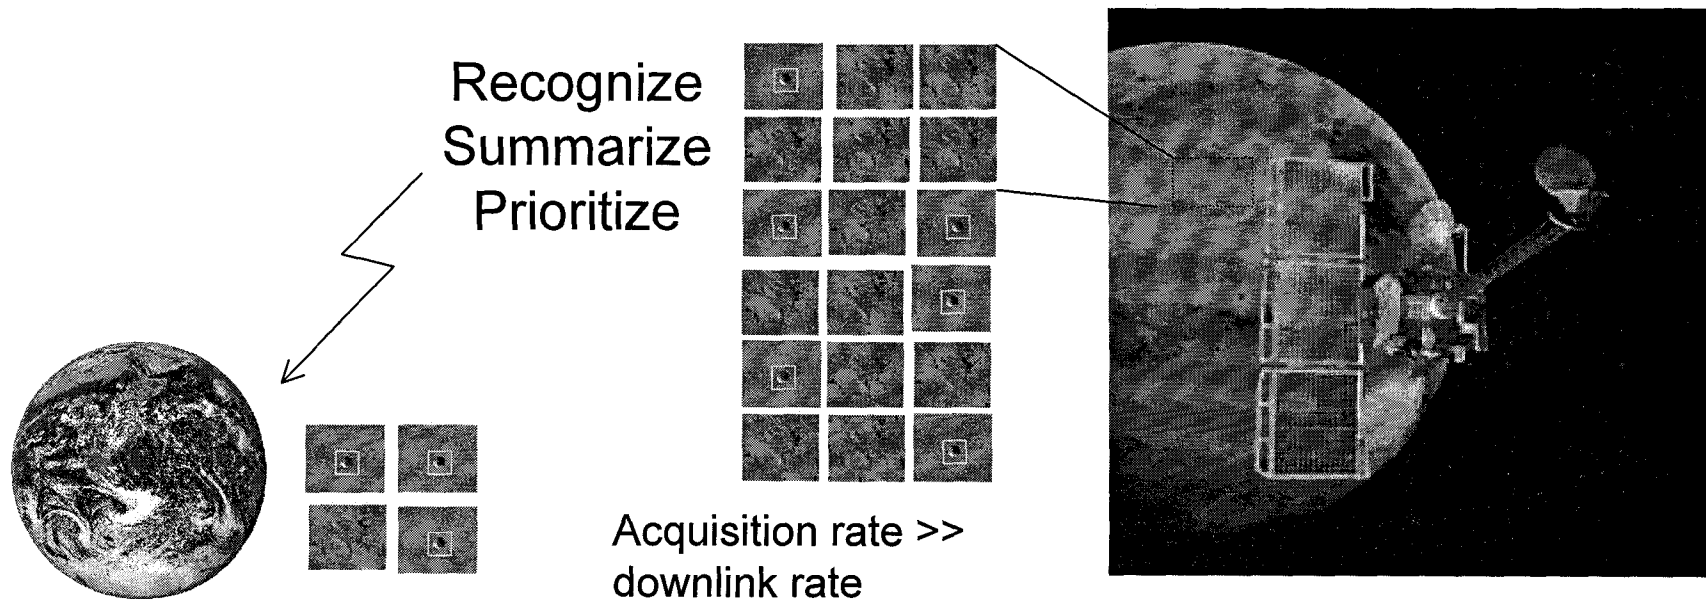 Recognize
Summarize
Prioritize
Acquisition rate >>
downlink rate